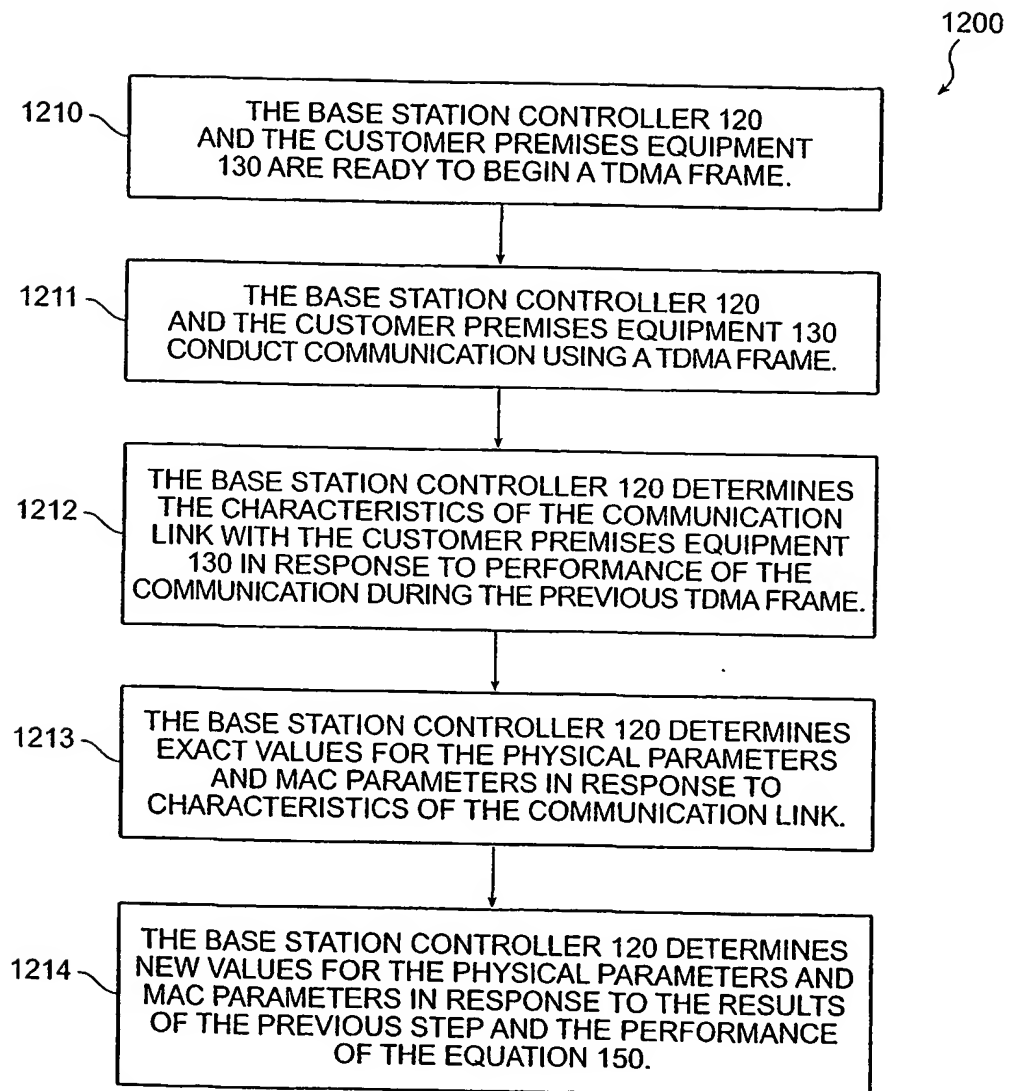 1200
1210
THE BASE STATION CONTROLLER 120
AND THE CUSTOMER PREMISES EQUIPMENT
130 ARE READY TO BEGIN A TDMA FRAME.
1211
THE BASE STATION CONTROLLER 120
AND THE CUSTOMER PREMISES EQUIPMENT 130
CONDUCT COMMUNICATION USING A TDMA FRAME.
1212
THE BASE STATION CONTROLLER 120 DETERMINES
THE CHARACTERISTICS OF THE COMMUNICATION
LINK WITH THE CUSTOMER PREMISES EQUIPMENT
130 IN RESPONSE TO PERFORMANCE OF THE
COMMUNICATION DURING THE PREVIOUS TDMA FRAME.
1213
THE BASE STATION CONTROLLER 120 DETERMINES
EXACT VALUES FOR THE PHYSICAL PARAMETERS
AND MAC PARAMETERS IN RESPONSE TO
CHARACTERISTICS OF THE COMMUNICATION LINK.
1214
THE BASE STATION CONTROLLER 120 DETERMINES
NEW VALUES FOR THE PHYSICAL PARAMETERS AND
MAC PARAMETERS IN RESPONSE TO THE RESULTS
OF THE PREVIOUS STEP AND THE PERFORMANCE
OF THE EQUATION 150.